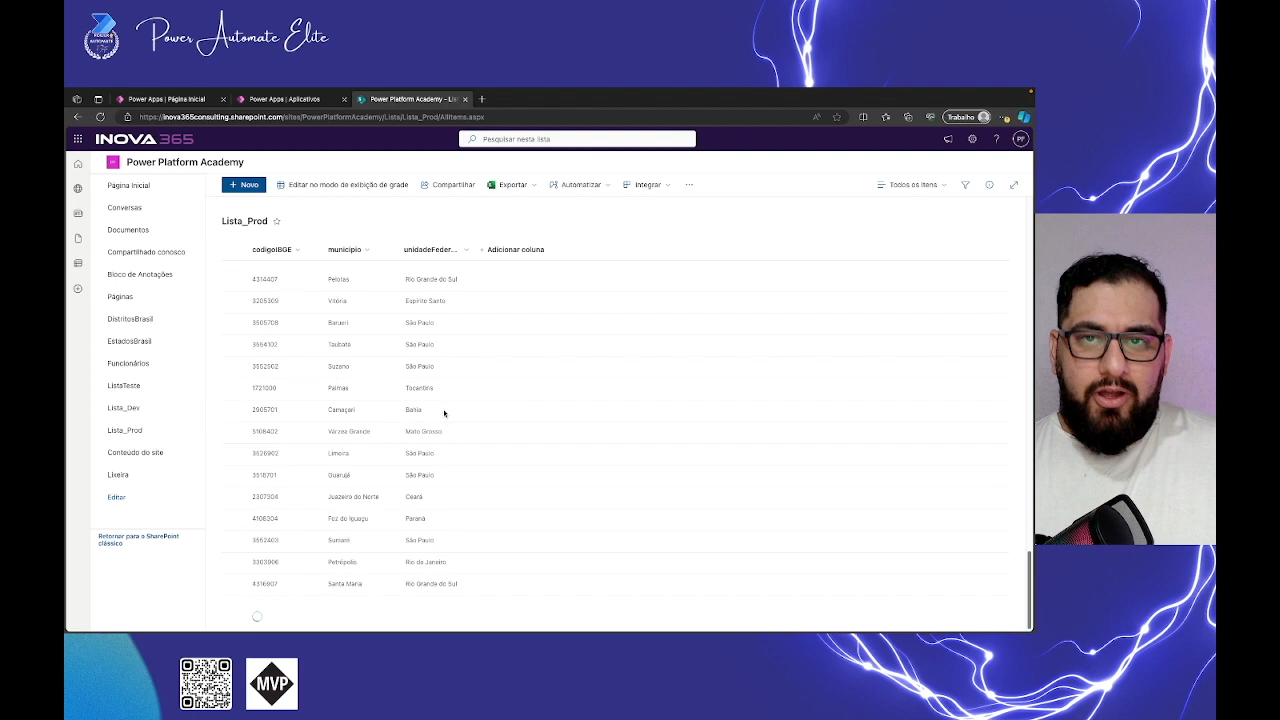 Power Automate Elite
POWER
AUTOMATE
Power Apps | Página Inicial
Power Apps | Aplicativos
Power Platform Academy - Lis
https://inova365consulting.sharepoint.com/sites/PowerPlatformAcademy/Lists/Lista_Prod/AllItems.aspx
Trabalho
INOVA 365
Pesquisar nesta lista
PF
Power Platform Academy
Página Inicial
Conversas
Documentos
Compartilhado conosco
Bloco de Anotações
Páginas
DistritosBrasil
EstadosBrasil
Funcionários
ListaTeste
Lista_Dev
Lista_Prod
Conteúdo do site
Lixeira
Editar
Retornar para o SharePoint
clássico
+ Novo Editar no modo de exibição de grade Compartilhar Exportar Automatizar Integrar ... Todos os Itens
Lista_Prod
codigoIBGE municipio unidadeFeder... + Adicionar coluna
4314407 Pelotas Rio Grande do Sul
3205309 Vitória Espírito Santo
3505708 Barueri São Paulo
3554102 Taubaté São Paulo
3552502 Suzano São Paulo
1721000 Palmas Tocantins
2905701 Camaçari Bahia
5108402 Várzea Grande Mato Grosso
3526902 Limeira São Paulo
3518701 Guarujá São Paulo
2307304 Juazeiro do Norte Ceará
4108304 Foz do Iguaçu Paraná
3552403 Sumaré São Paulo
3303906 Petrópolis Rio de Janeiro
4316907 Santa Maria Rio Grande do Sul
MVP